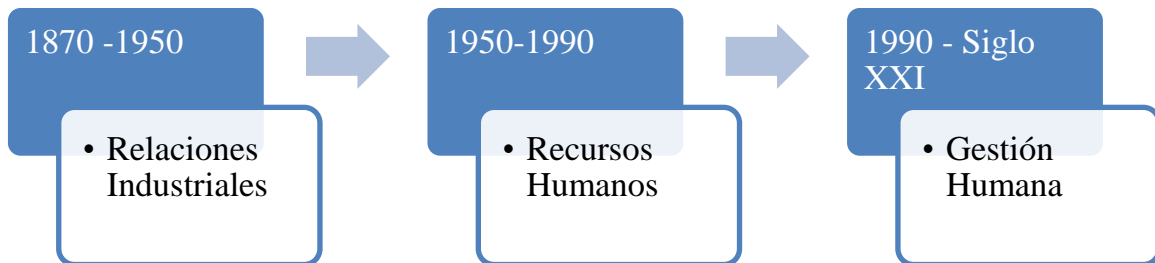 1870 -1950
• Relaciones
Industriales
1950-1990
• Recursos
Humanos
1990 - Siglo
XXI
• Gestión
Humana